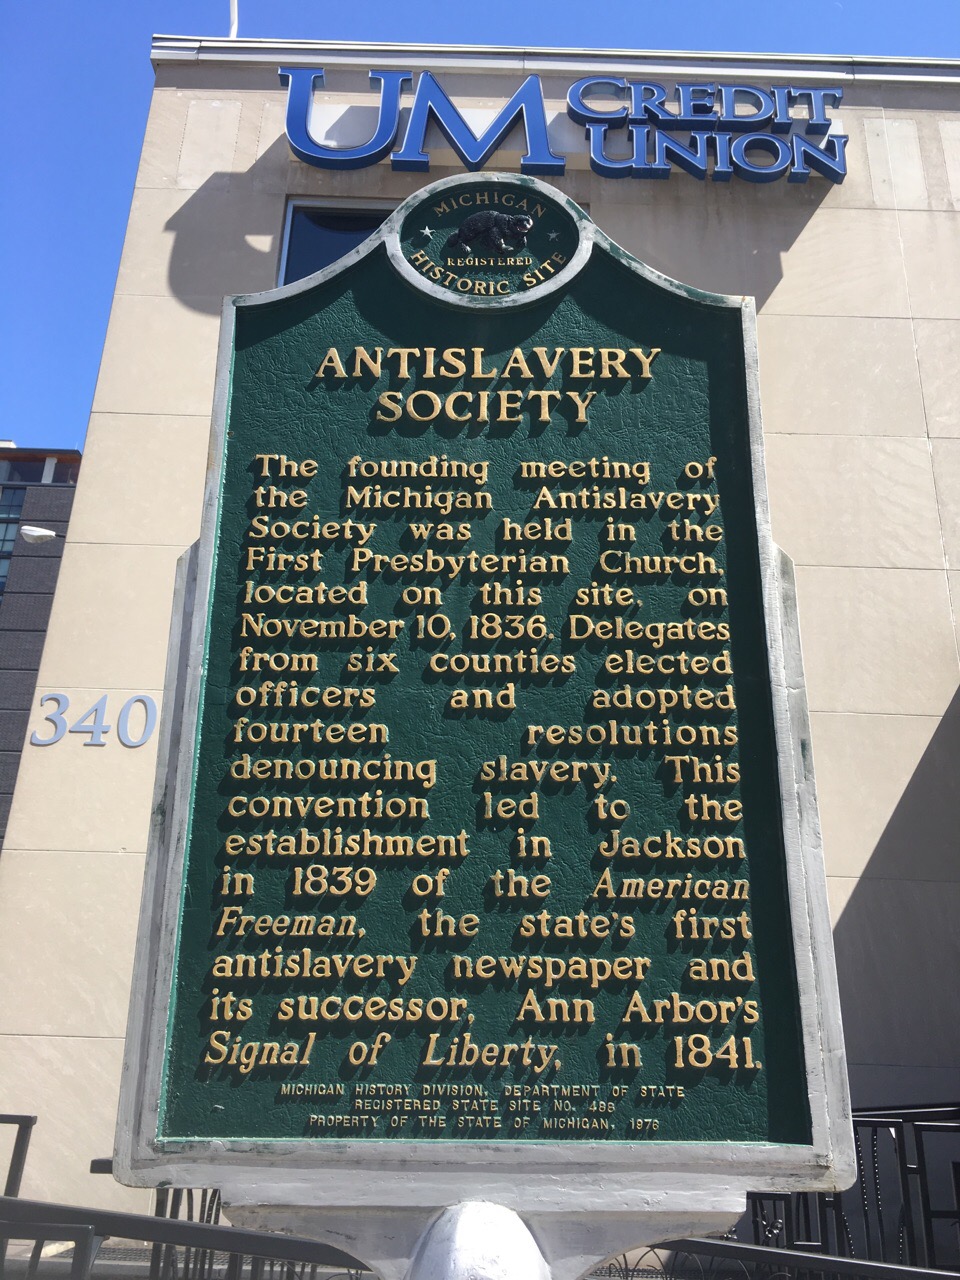 UM CREDIT
UNION
MICHIGAN
REGISTERED
HISTORIC SITE
ANTISLAVERY
SOCIETY
The founding meeting of
the Michigan Antislavery
Society was held in the
First Presbyterian Church,
located on this site, on
November 10, 1836. Delegates
from six counties elected
officers and adopted
fourteen resolutions
denouncing slavery. This
convention led to the
establishment in Jackson
in 1839 of the American
Freeman, the state's first
antislavery newspaper and
its successor, Ann Arbor's
Signal of Liberty, in 1841.
MICHIGAN HISTORY DIVISION, DEPARTMENT OF STATE
REGISTERED STATE SITE NO. 488
PROPERTY OF THE STATE OF MICHIGAN, 1976
340